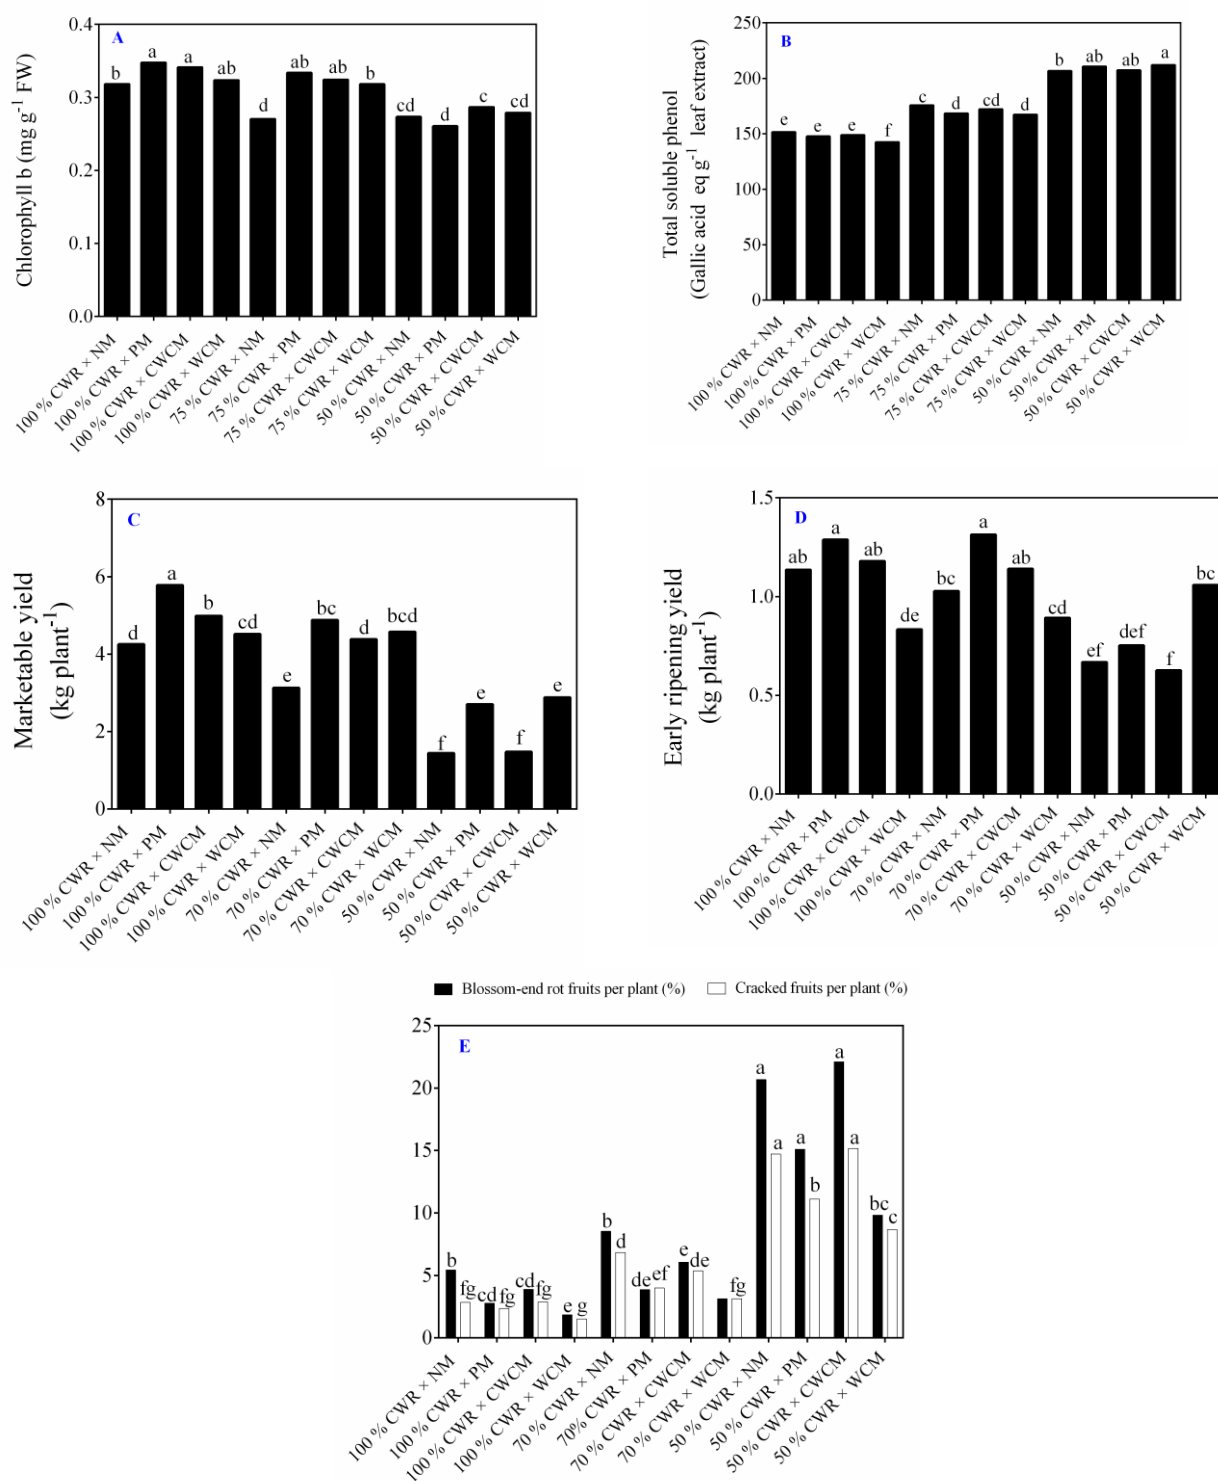 A
Chlorophyll b (mg g⁻¹ FW)
0.4
0.3
0.2
0.1
0.0
b
a
a
ab
d
ab
ab
b
cd
d
c
cd
100 % CWR × NM
100 % CWR × PM
100 % CWR × CWCM
100 % CWR × WCM
75 % CWR × NM
75 % CWR × PM
75 % CWR × CWCM
75 % CWR × WCM
50 % CWR × NM
50 % CWR × PM
50 % CWR × CWCM
50 % CWR × WCM
B
Total soluble phenol
(Gallic acid eq g⁻¹ leaf extract)
250
200
150
100
50
0
e
e
e
f
c
d
cd
d
b
ab
ab
a
100 % CWR × NM
100 % CWR × PM
100 % CWR × CWCM
100 % CWR × WCM
75 % CWR × NM
75 % CWR × PM
75 % CWR × CWCM
75 % CWR × WCM
50 % CWR × NM
50 % CWR × PM
50 % CWR × CWCM
50 % CWR × WCM
C
Marketable yield
(kg plant⁻¹)
8
6
4
2
0
d
a
b
cd
e
bc
d
bcd
f
e
f
e
100 % CWR × NM
100 % CWR × PM
100 % CWR × CWCM
100 % CWR × WCM
70 % CWR × NM
70 % CWR × PM
70 % CWR × CWCM
70 % CWR × WCM
50 % CWR × NM
50 % CWR × PM
50 % CWR × CWCM
50 % CWR × WCM
D
Early ripening yield
(kg plant⁻¹)
1.5
1.0
0.5
0.0
ab
a
ab
de
bc
a
ab
cd
ef
def
f
bc
100 % CWR × NM
100 % CWR × PM
100 % CWR × CWCM
100 % CWR × WCM
70 % CWR × NM
70 % CWR × PM
70 % CWR × CWCM
70 % CWR × WCM
50 % CWR × NM
50 % CWR × PM
50 % CWR × CWCM
50 % CWR × WCM
Blossom-end rot fruits per plant (%)
Cracked fruits per plant (%)
E
25
20
15
10
5
0
b
fg
cd
fg
cd
fg
e
g
b
d
de
ef
e
de
fg
a
a
a
b
a
a
bc
c
100 % CWR × NM
100 % CWR × PM
100 % CWR × CWCM
100 % CWR × WCM
70 % CWR × NM
70% CWR × PM
70 % CWR × CWCM
70 % CWR × WCM
50 % CWR × NM
50 % CWR × PM
50 % CWR × CWCM
50 % CWR × WCM